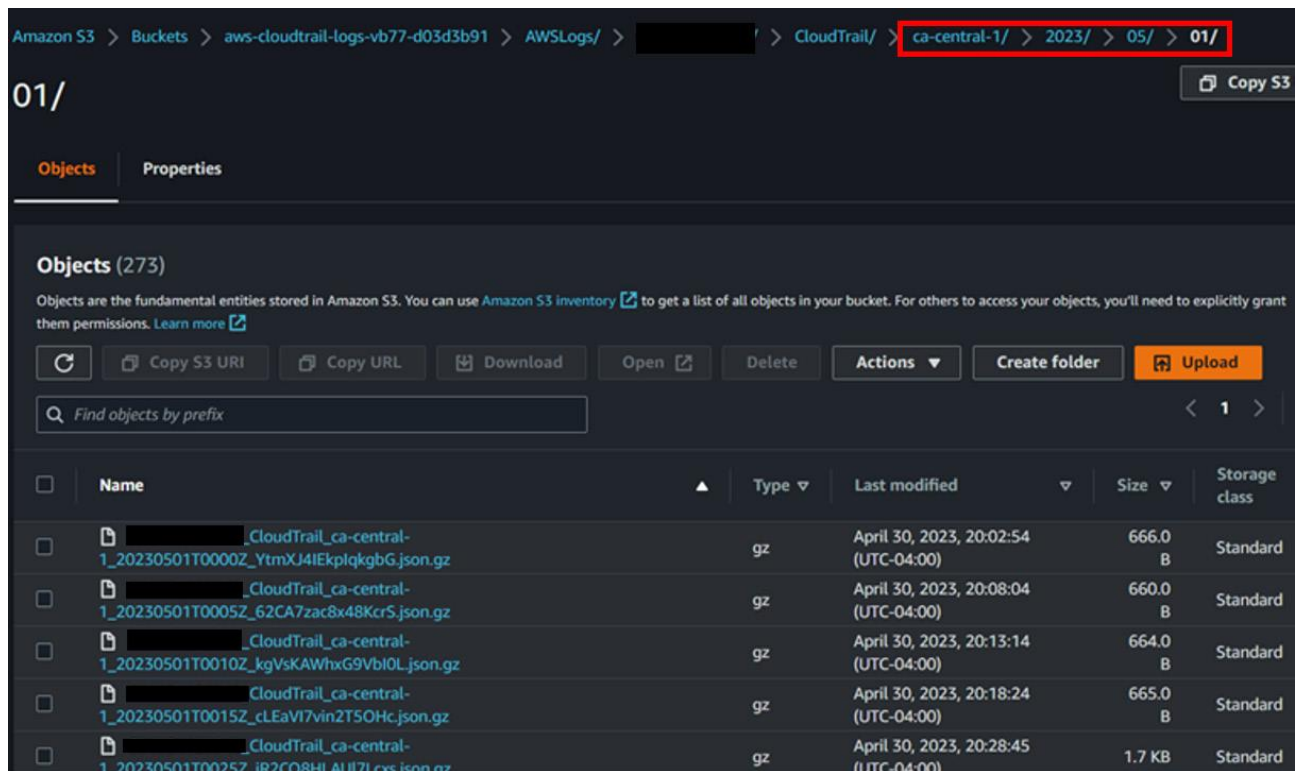 Amazon S3 > Buckets > aws-cloudtrail-logs-vb77-d03d3b91 > AWSLogs/ > / > CloudTrail/ > ca-central-1/ > 2023/ > 05/ > 01/
01/
Copy S3
Objects
Properties
Objects (273)
Objects are the fundamental entities stored in Amazon S3. You can use Amazon S3 inventory to get a list of all objects in your bucket. For others to access your objects, you'll need to explicitly grant
them permissions. Learn more
Copy S3 URI Copy URL Download Open Delete Actions Create folder Upload
Find objects by prefix
< 1 >
Name Type Last modified Size Storage class
_CloudTrail_ca-central-
1_20230501T0000Z_YtmXJ4IEkpIqkgbG.json.gz
gz
April 30, 2023, 20:02:54
(UTC-04:00)
666.0
B
Standard
_CloudTrail_ca-central-
1_20230501T0005Z_62CA7zac8x48KcrS.json.gz
gz
April 30, 2023, 20:08:04
(UTC-04:00)
660.0
B
Standard
_CloudTrail_ca-central-
1_20230501T0010Z_kgVsKAWhxG9VbI0L.json.gz
gz
April 30, 2023, 20:13:14
(UTC-04:00)
664.0
B
Standard
_CloudTrail_ca-central-
1_20230501T0015Z_cLEaVI7vin2T5OHc.json.gz
gz
April 30, 2023, 20:18:24
(UTC-04:00)
665.0
B
Standard
_CloudTrail_ca-central-
gz
April 30, 2023, 20:28:45
(UTC-04:00)
1.7 KB
Standard